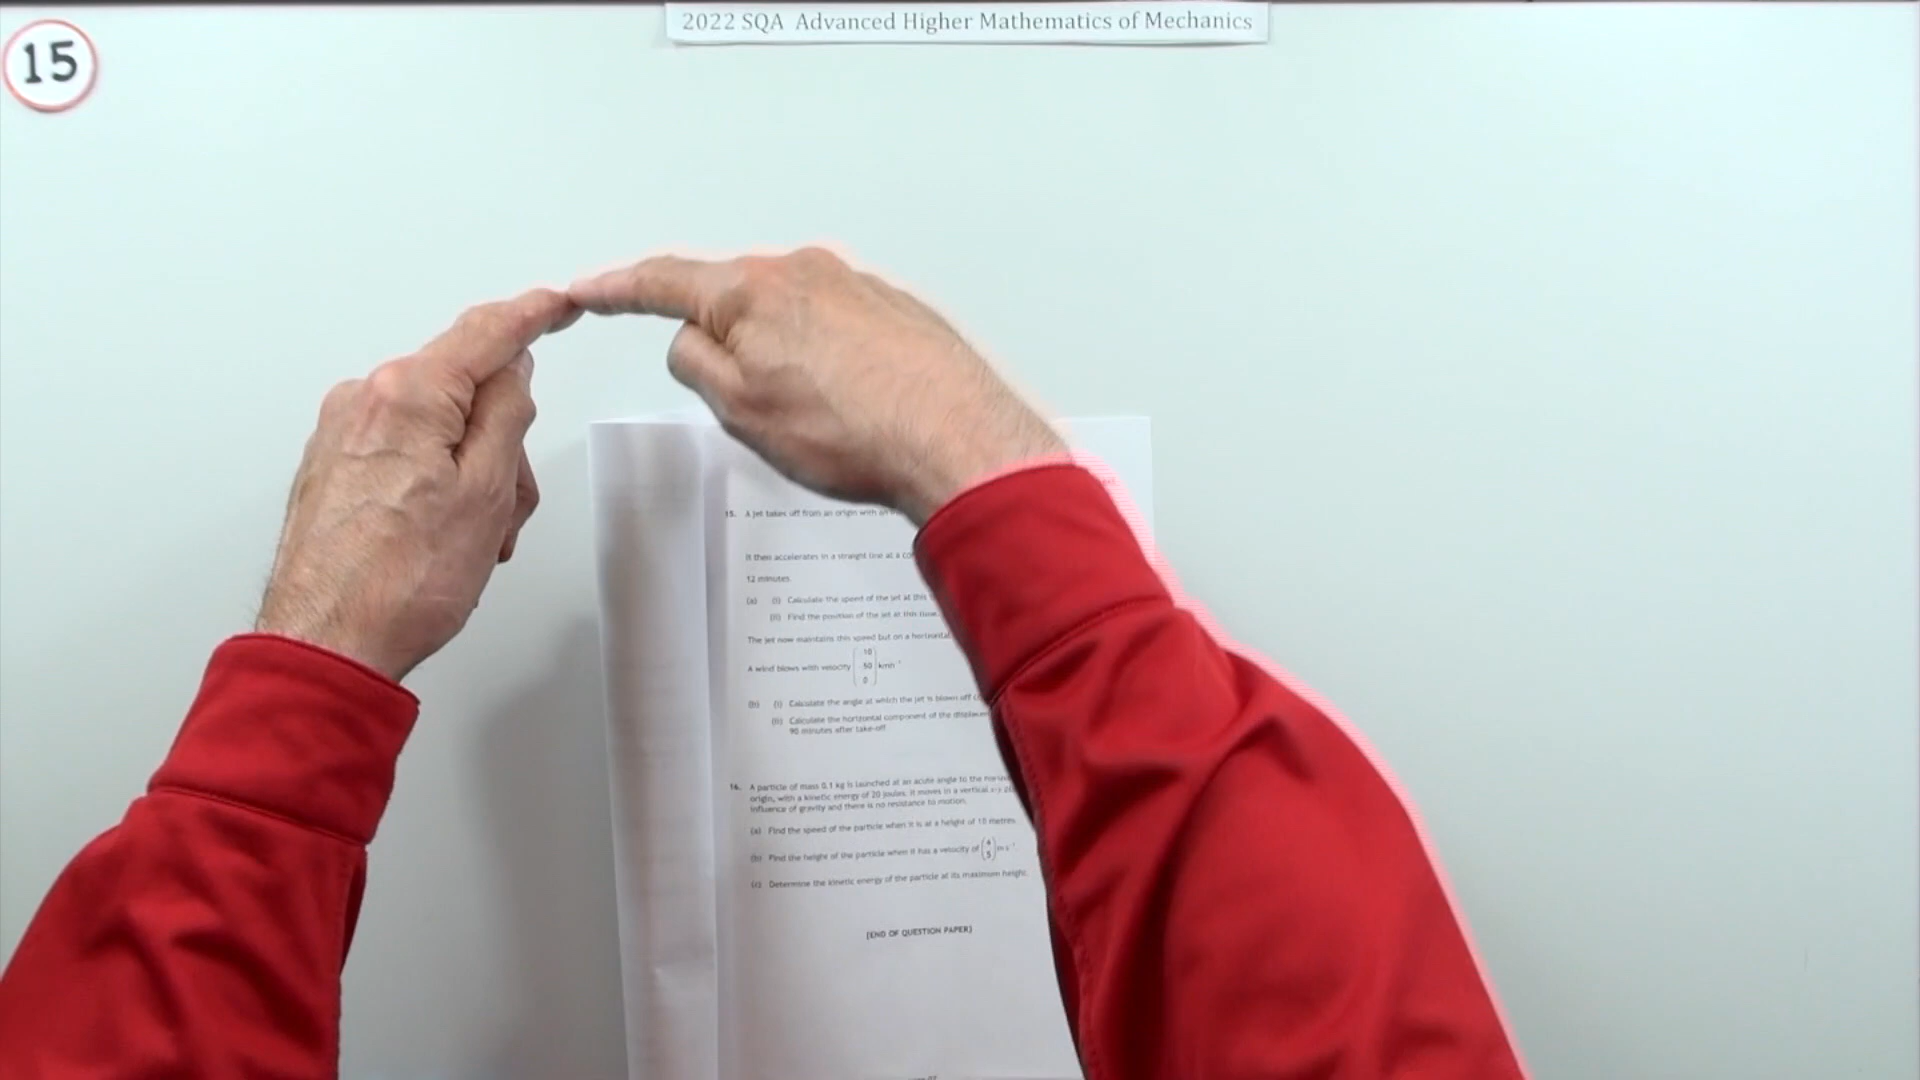 2022 SQA Advanced Higher Mathematics of Mechanics
15
15. A jet takes off from an origin with an
It then accelerates in a straight line at a
12 minutes.
(a) (i) Calculate the speed of the jet at this
(ii) Find the position of the jet at this time.
The jet now maintains this speed but on a horizontal
10
A wind blows with velocity 50 kmh⁻¹
0
(b) (i) Calculate the angle at which the jet is blown off
(ii) Calculate the horizontal component of the
90 minutes after take-off
16. A particle of mass 0.1 kg is launched at an acute angle to the
origin, with a kinetic energy of 20 joules. It moves in a vertical x-y
influence of gravity and there is no resistance to motion.
(a) Find the speed of the particle when it is at a height of 10 metres
(b) Find the height of the particle when it has a velocity of (4 5) m s⁻¹.
(c) Determine the kinetic energy of the particle at its maximum height.
[END OF QUESTION PAPER]